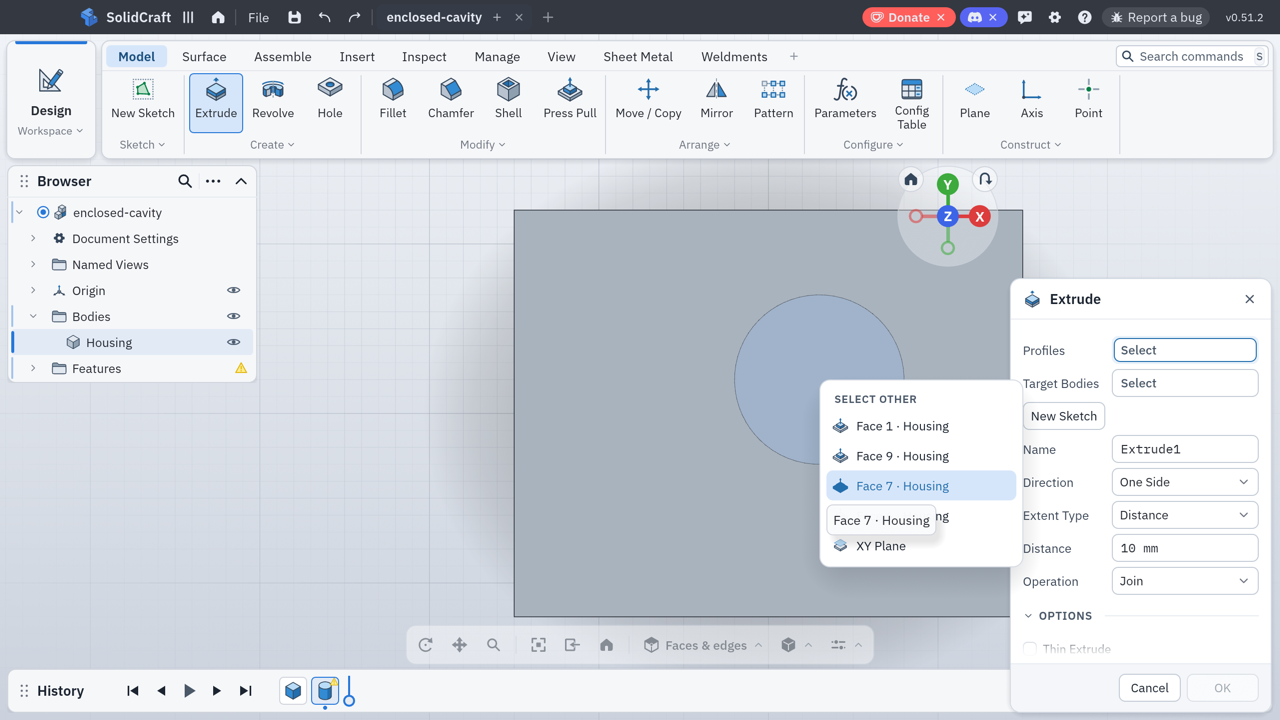 SolidCraft
File
enclosed-cavity
Donate
Report a bug
v0.51.2
Design
Workspace
Model
Surface
Assemble
Insert
Inspect
Manage
View
Sheet Metal
Weldments
Search commands
S
New Sketch
Extrude
Revolve
Hole
Fillet
Chamfer
Shell
Press Pull
Move / Copy
Mirror
Pattern
Parameters
Config
Table
Plane
Axis
Point
Sketch
Create
Modify
Arrange
Configure
Construct
Browser
enclosed-cavity
Document Settings
Named Views
Origin
Bodies
Housing
Features
Y
Z
X
SELECT OTHER
Face 1 · Housing
Face 9 · Housing
Face 7 · Housing
Face 7 · Housing
ng
XY Plane
Extrude
Profiles
Select
Target Bodies
Select
New Sketch
Name
Extrude1
Direction
One Side
Extent Type
Distance
Distance
10 mm
Operation
Join
OPTIONS
Thin Extrude
Cancel
OK
Faces & edges
History